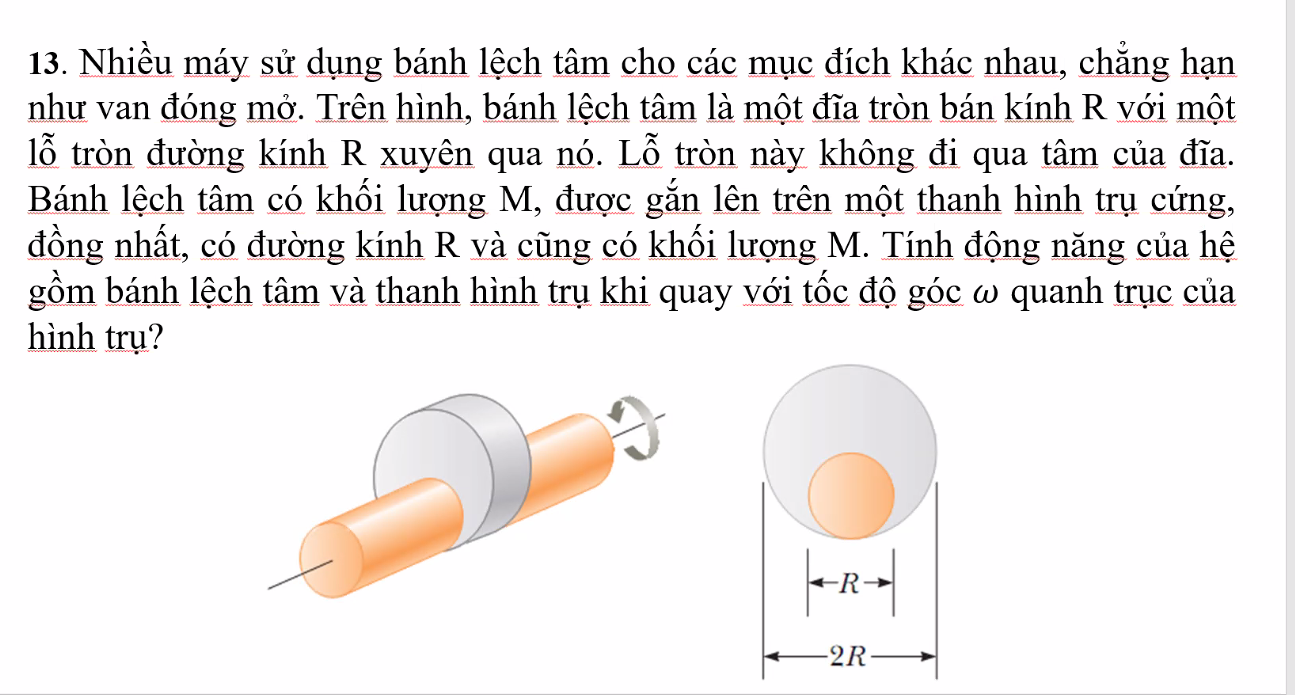 13. Nhiều máy sử dụng bánh lệch tâm cho các mục đích khác nhau, chẳng hạn
như van đóng mở. Trên hình, bánh lệch tâm là một đĩa tròn bán kính R với một
lỗ tròn đường kính R xuyên qua nó. Lỗ tròn này không đi qua tâm của đĩa.
Bánh lệch tâm có khối lượng M, được gắn lên trên một thanh hình trụ cứng,
đồng nhất, có đường kính R và cũng có khối lượng M. Tính động năng của hệ
gồm bánh lệch tâm và thanh hình trụ khi quay với tốc độ góc ω quanh trục của
hình trụ?
R
2R